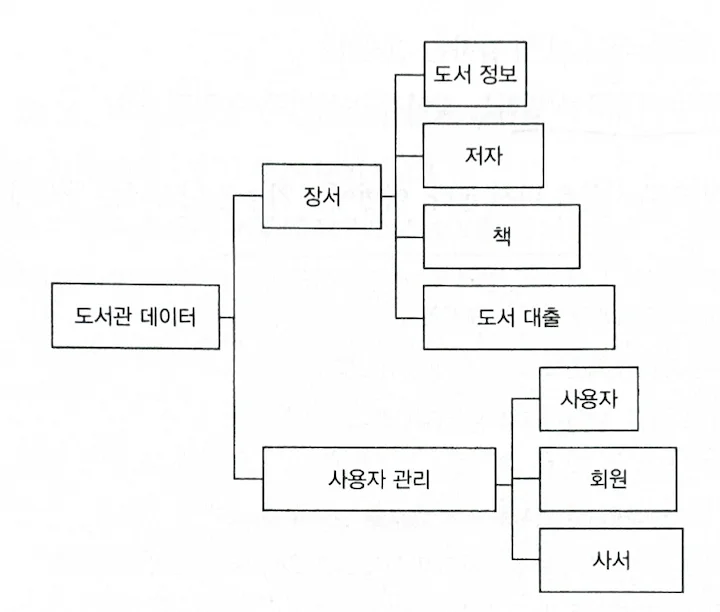 도서관 데이터
장서
도서 정보
저자
책
도서 대출
사용자 관리
사용자
회원
사서